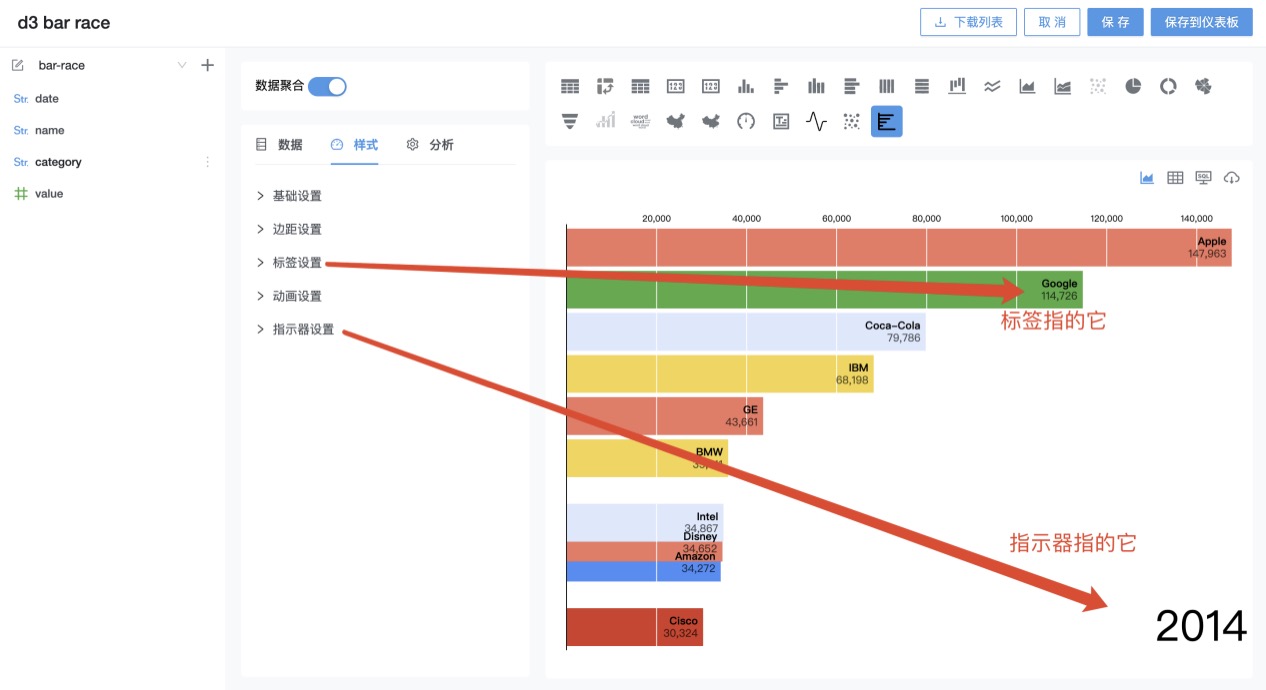 d3 bar race
下载列表
取 消
保 存
保存到仪表板
bar-race
Str. date
Str. name
Str. category
# value
数据聚合
数据
样式
分析
基础设置
边距设置
标签设置
动画设置
指示器设置
word
cloud
SQL
20,000
40,000
60,000
80,000
100,000
120,000
140,000
Apple
147,963
Google
114,726
标签指的它
Coca-Cola
79,786
IBM
68,198
GE
43,661
BMW
Intel
34,867
Disney
34,652
Amazon
34,272
指示器指的它
Cisco
30,324
2014